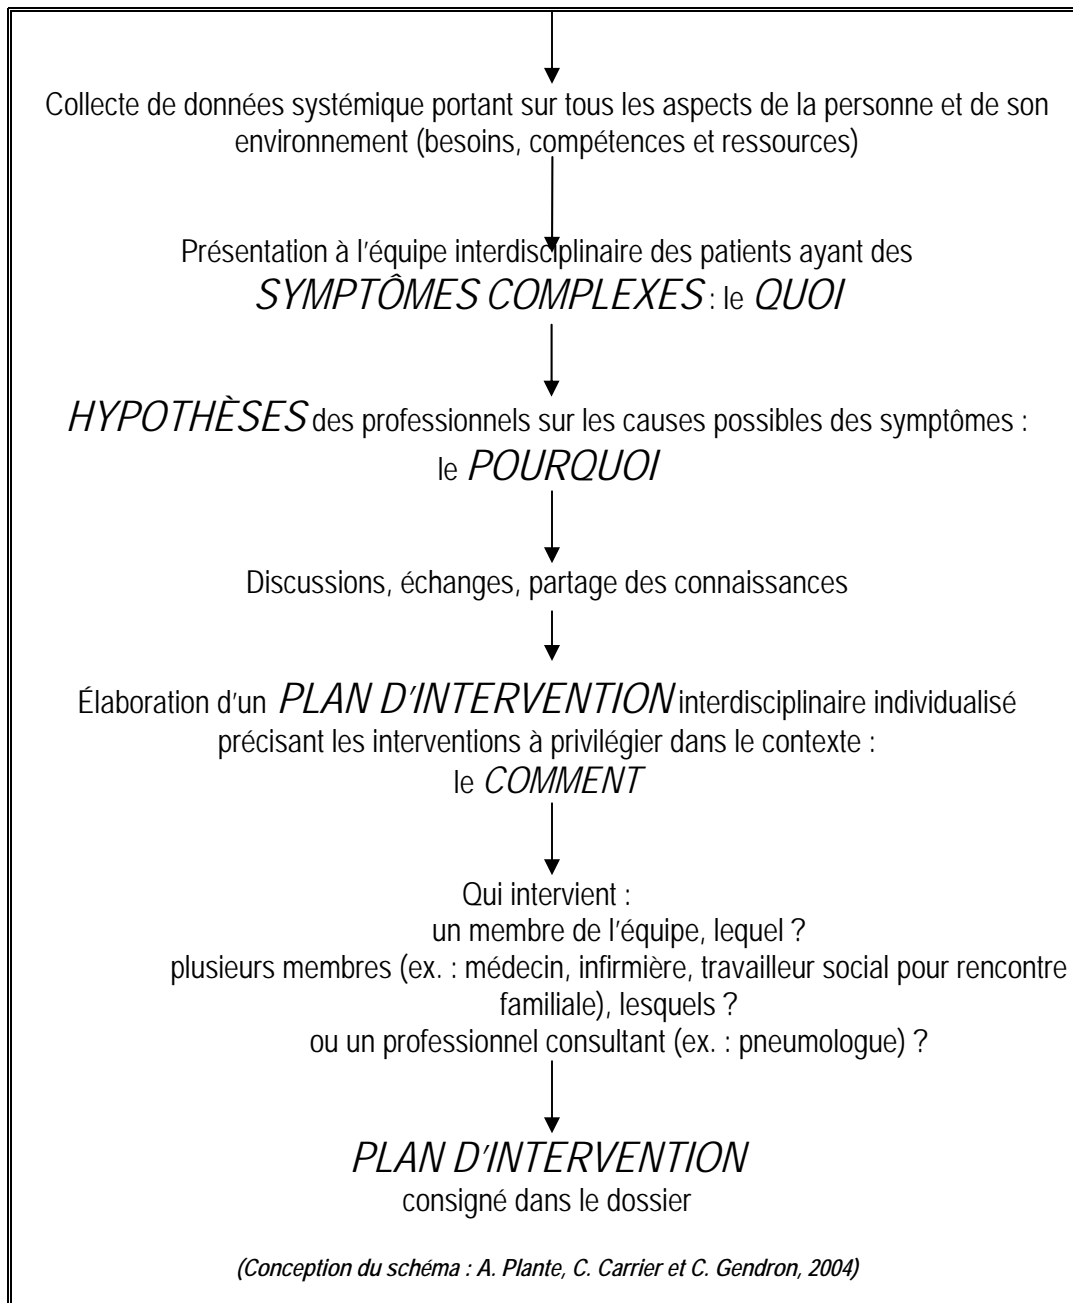 Collecte de données systémique portant sur tous les aspects de la personne et de son
environnement (besoins, compétences et ressources)
Présentation à l'équipe interdisciplinaire des patients ayant des
SYMPTÔMES COMPLEXES : le QUOI
HYPOTHÈSES des professionnels sur les causes possibles des symptômes :
le POURQUOI
Discussions, échanges, partage des connaissances
Élaboration d'un PLAN D'INTERVENTION interdisciplinaire individualisé
précisant les interventions à privilégier dans le contexte :
le COMMENT
Qui intervient :
un membre de l'équipe, lequel ?
plusieurs membres (ex. : médecin, infirmière, travailleur social pour rencontre
familiale), lesquels ?
ou un professionnel consultant (ex. : pneumologue) ?
PLAN D'INTERVENTION
consigné dans le dossier
(Conception du schéma : A. Plante, C. Carrier et C. Gendron, 2004)